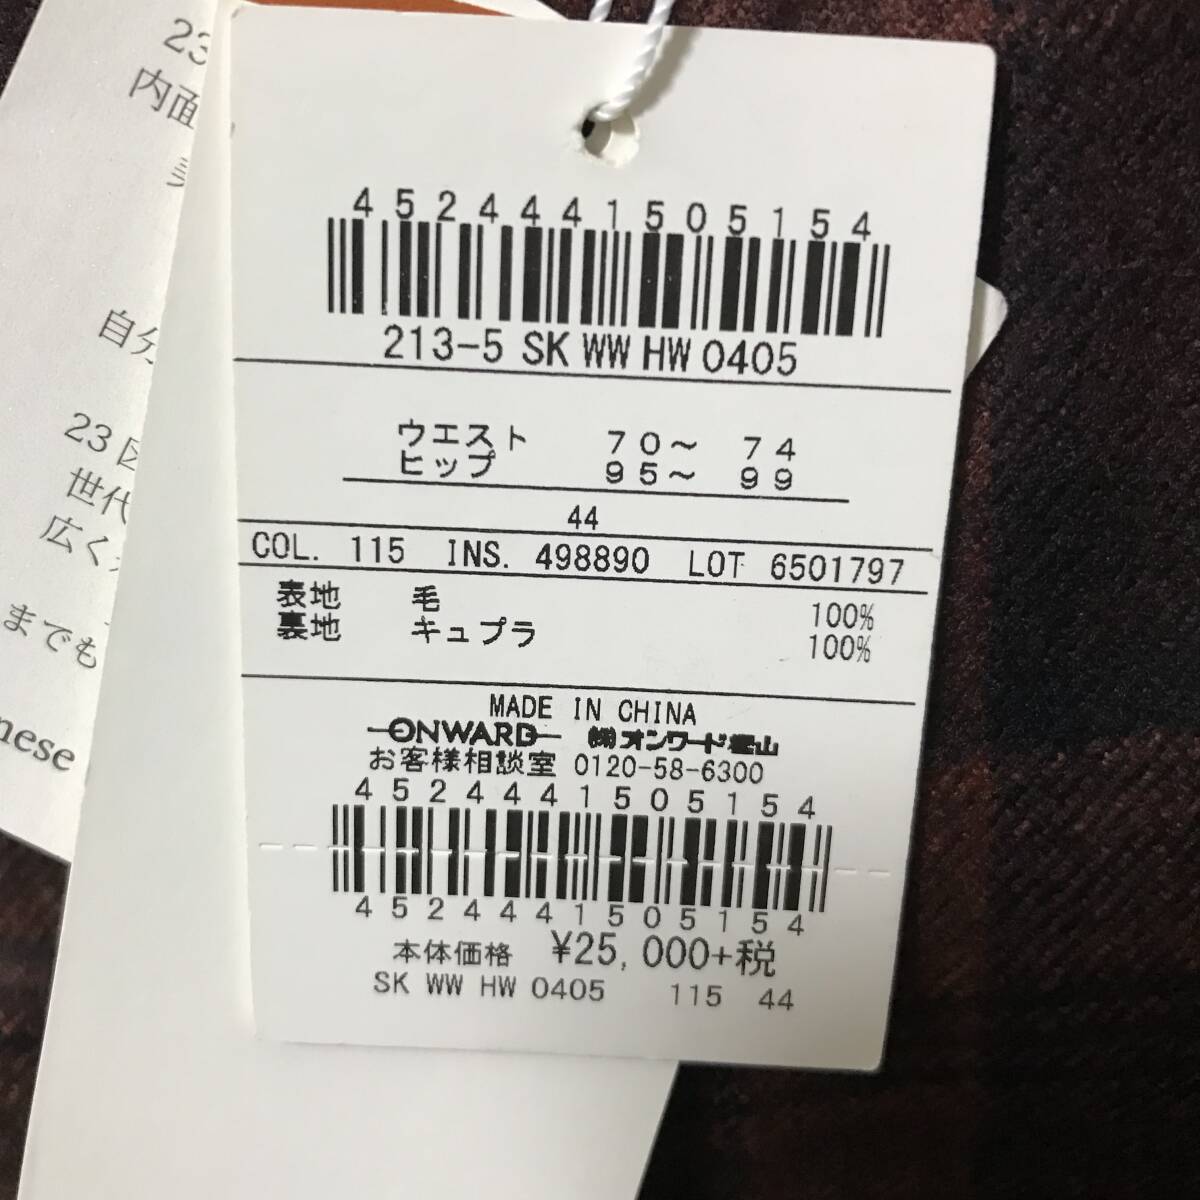 23
内面
自分
23区
世代
広く
までも
nese
4524441505154
213-5 SK WW HW 0405
ウエスト 70～ 74
ヒップ 95～ 99
44
COL. 115 INS. 498890 LOT 6501797
表地 毛 100%
裏地 キュプラ 100%
MADE IN CHINA
ONWARD ㈱オンワード樫山
お客様相談室 0120-58-6300
4524441505154
4524441505154
本体価格 ¥25,000+税
SK WW HW 0405 115 44